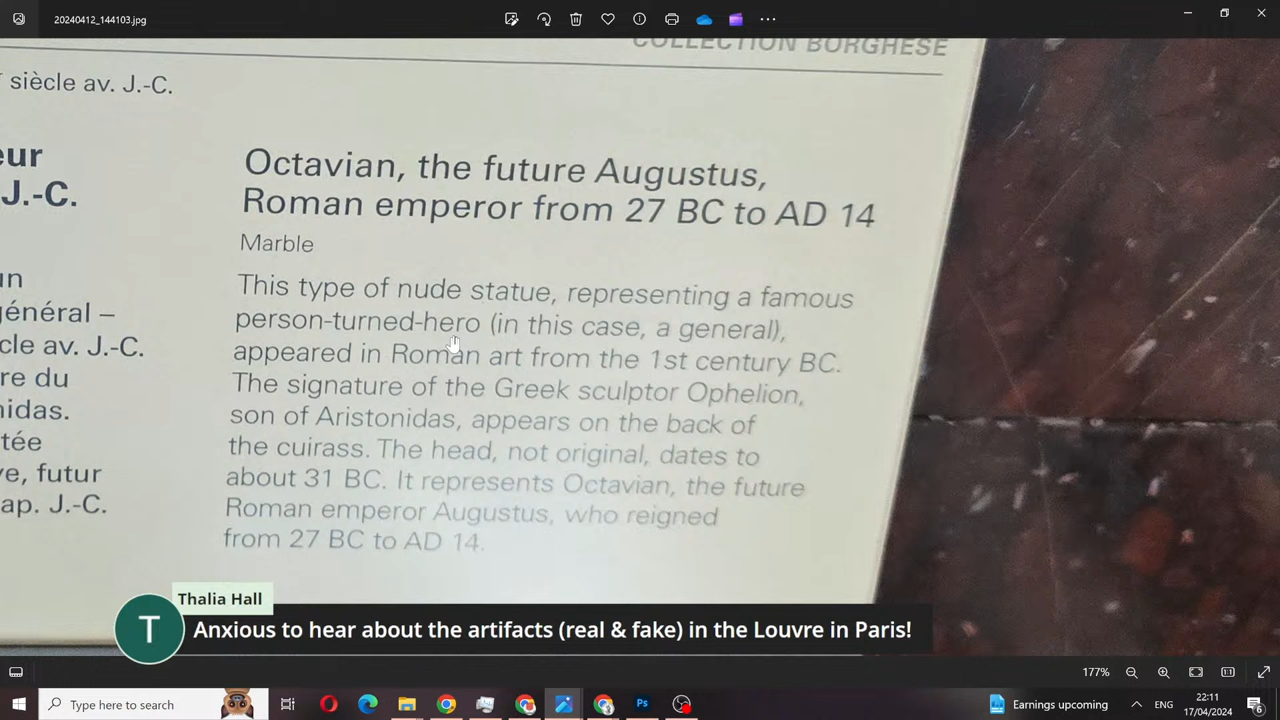 20240412_144103.jpg
COLLECTION BORGHESE
siècle av. J.-C.
eur
J.-C.
un
général –
cle av. J.-C.
re du
nidas.
tée
ve, futur
ap. J.-C.
Octavian, the future Augustus,
Roman emperor from 27 BC to AD 14
Marble
This type of nude statue, representing a famous
person-turned-hero (in this case, a general),
appeared in Roman art from the 1st century BC.
The signature of the Greek sculptor Ophelion,
son of Aristonidas, appears on the back of
the cuirass. The head, not original, dates to
about 31 BC. It represents Octavian, the future
Roman emperor Augustus, who reigned
from 27 BC to AD 14.
Thalia Hall
T
Anxious to hear about the artifacts (real & fake) in the Louvre in Paris!
177%
1:1
Type here to search
Ps
Earnings upcoming
ENG
22:11
17/04/2024
6